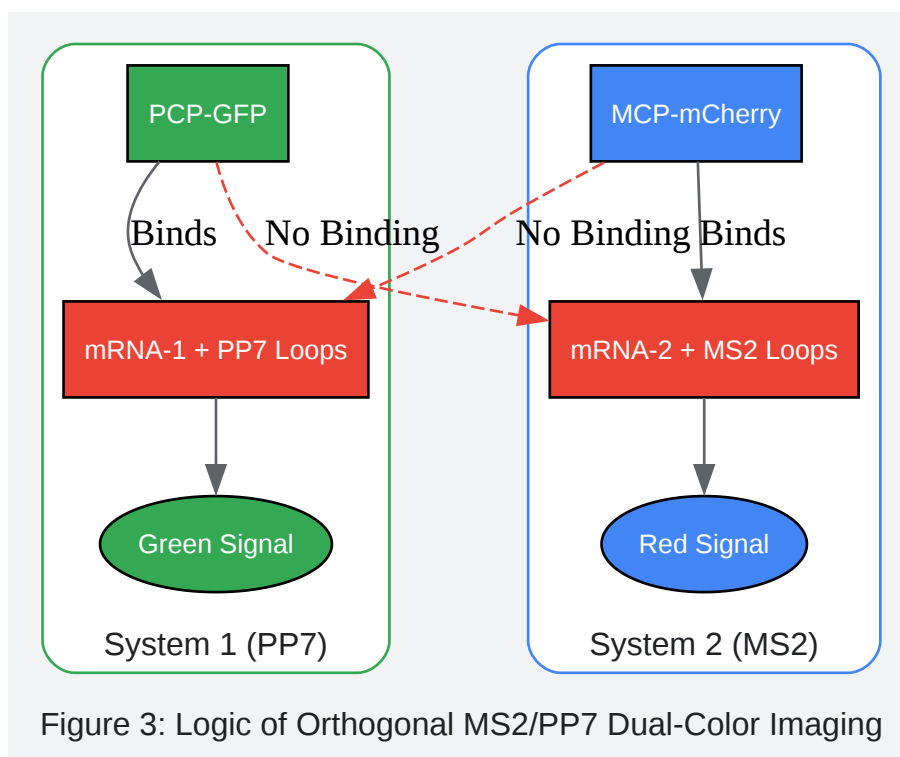 PCP-GFP
MCP-mCherry
Binds
No Binding
No Binding
Binds
mRNA-1 + PP7 Loops
mRNA-2 + MS2 Loops
Green Signal
Red Signal
System 1 (PP7)
System 2 (MS2)
Figure 3: Logic of Orthogonal MS2/PP7 Dual-Color Imaging